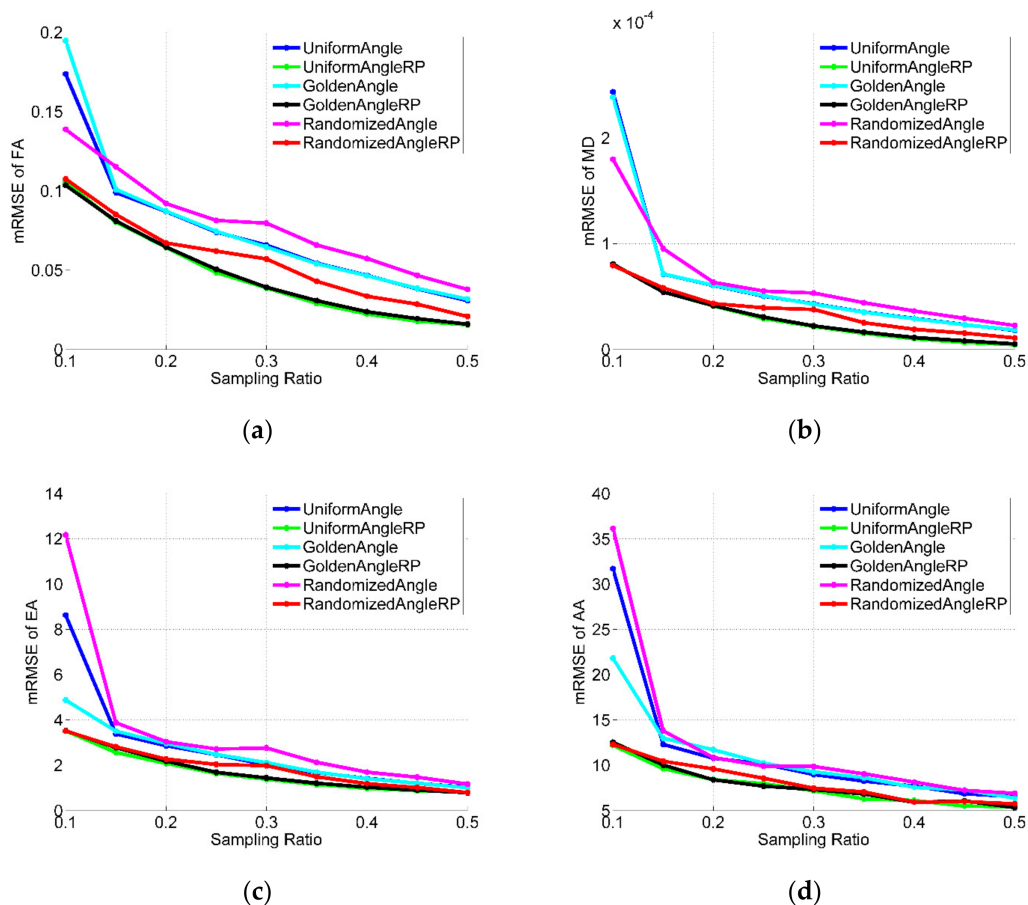 0.2
0.15
0.1
0.05
0
mRMSE of FA
UniformAngle
UniformAngleRP
GoldenAngle
GoldenAngleRP
RandomizedAngle
RandomizedAngleRP
0.1 0.2 0.3 0.4 0.5
Sampling Ratio
(a)
x 10⁻⁴
2
1
0
mRMSE of MD
UniformAngle
UniformAngleRP
GoldenAngle
GoldenAngleRP
RandomizedAngle
RandomizedAngleRP
0.1 0.2 0.3 0.4 0.5
Sampling Ratio
(b)
14
12
10
8
6
4
2
0
mRMSE of EA
UniformAngle
UniformAngleRP
GoldenAngle
GoldenAngleRP
RandomizedAngle
RandomizedAngleRP
0.1 0.2 0.3 0.4 0.5
Sampling Ratio
(c)
40
35
30
25
20
15
10
5
mRMSE of AA
UniformAngle
UniformAngleRP
GoldenAngle
GoldenAngleRP
RandomizedAngle
RandomizedAngleRP
0.1 0.2 0.3 0.4 0.5
Sampling Ratio
(d)